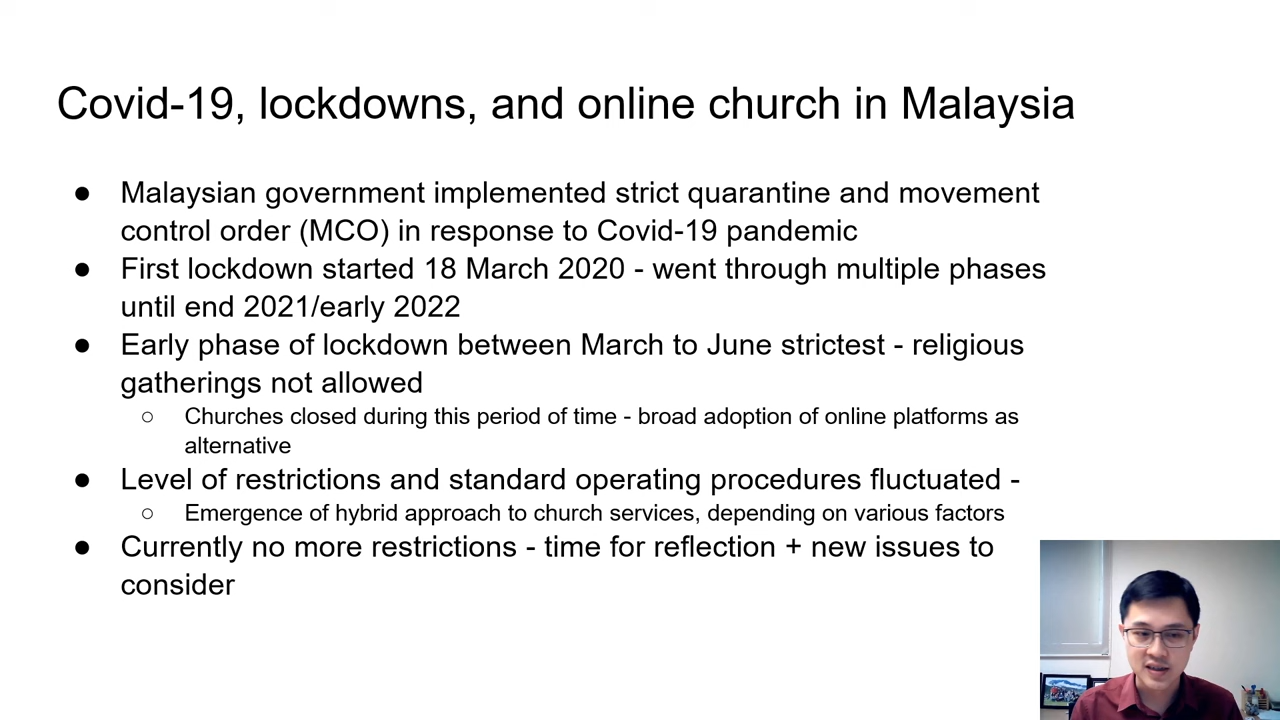 Covid-19, lockdowns, and online church in Malaysia
● Malaysian government implemented strict quarantine and movement
control order (MCO) in response to Covid-19 pandemic
● First lockdown started 18 March 2020 - went through multiple phases
until end 2021/early 2022
● Early phase of lockdown between March to June strictest - religious
gatherings not allowed
○ Churches closed during this period of time - broad adoption of online platforms as
alternative
● Level of restrictions and standard operating procedures fluctuated -
○ Emergence of hybrid approach to church services, depending on various factors
● Currently no more restrictions - time for reflection + new issues to
consider